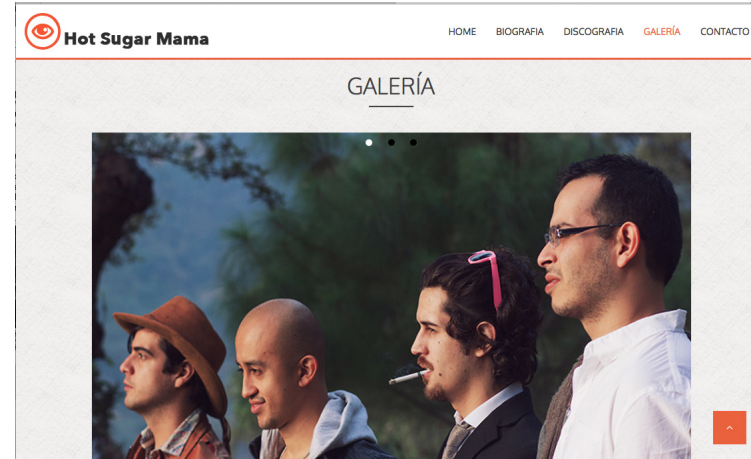 Hot Sugar Mama
HOME BIOGRAFIA DISCOGRAFIA GALERÍA CONTACTO
GALERÍA